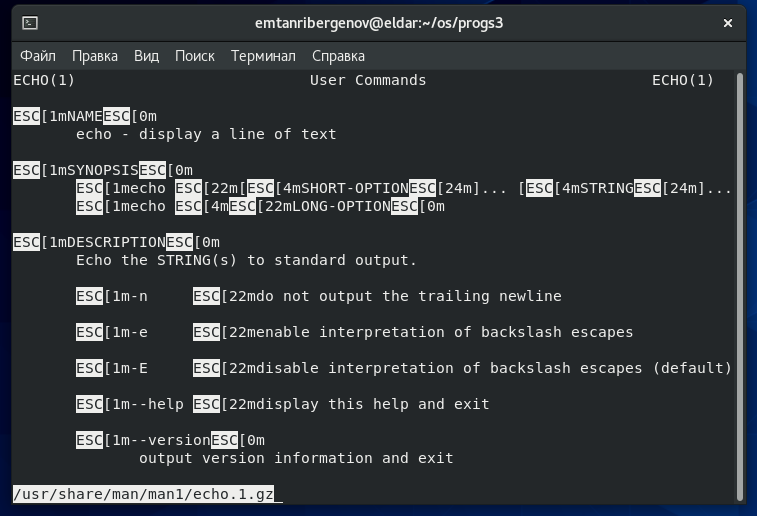 emtanribergenov@eldar:~/os/progs3
Файл Правка Вид Поиск Терминал Справка
ECHO(1) User Commands ECHO(1)
ESC[1mNAMEESC[0m
echo - display a line of text
ESC[1mSYNOPSISESC[0m
ESC[1mecho ESC[22m[ESC[4mSHORT-OPTIONESC[24m]... [ESC[4mSTRINGESC[24m]...
ESC[1mecho ESC[4mESC[22mLONG-OPTIONESC[0m
ESC[1mDESCRIPTIONESC[0m
Echo the STRING(s) to standard output.
ESC[1m-n ESC[22mdo not output the trailing newline
ESC[1m-e ESC[22menable interpretation of backslash escapes
ESC[1m-E ESC[22mdisable interpretation of backslash escapes (default)
ESC[1m--help ESC[22mdisplay this help and exit
ESC[1m--versionESC[0m
output version information and exit
/usr/share/man/man1/echo.1.gz